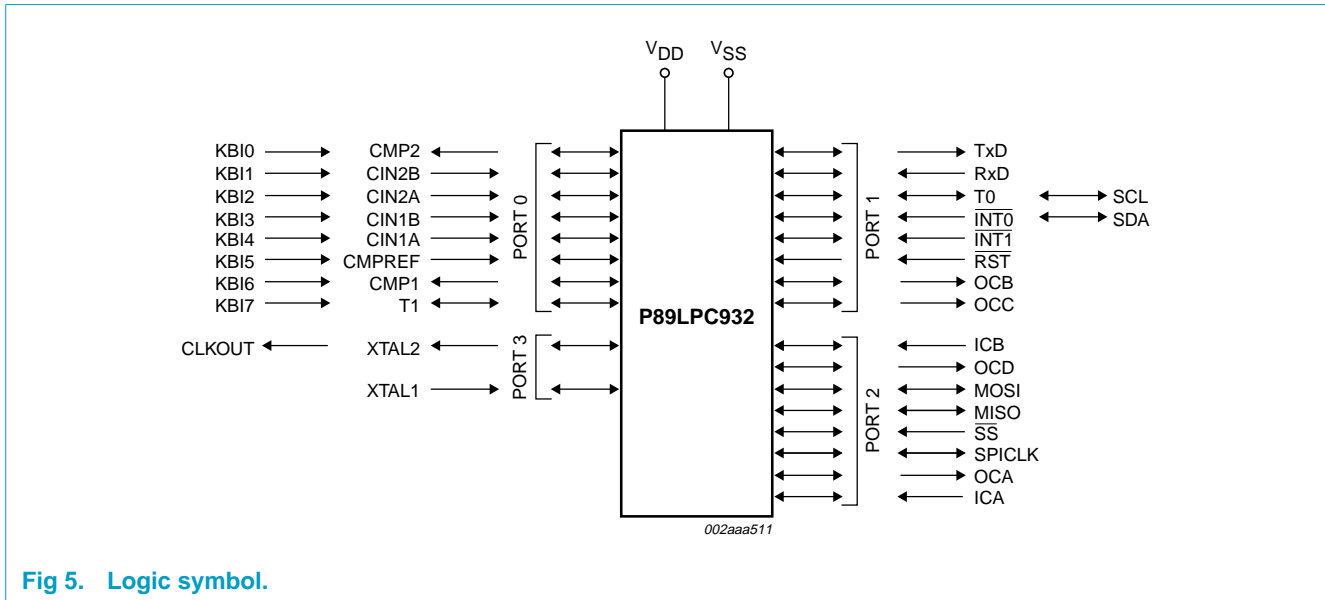 VDD VSS
KBI0 CMP2 TxD
KBI1 CIN2B RxD
KBI2 CIN2A T0 SCL
KBI3 CIN1B INT0 SDA
KBI4 CIN1A INT1
KBI5 CMPREF RST
KBI6 CMP1 OCB
KBI7 T1 OCC
PORT 0
PORT 1
P89LPC932
CLKOUT XTAL2 ICB
OCD
XTAL1 MOSI
MISO
SS
SPICLK
OCA
ICA
PORT 3
PORT 2
002aaa511
Fig 5. Logic symbol.